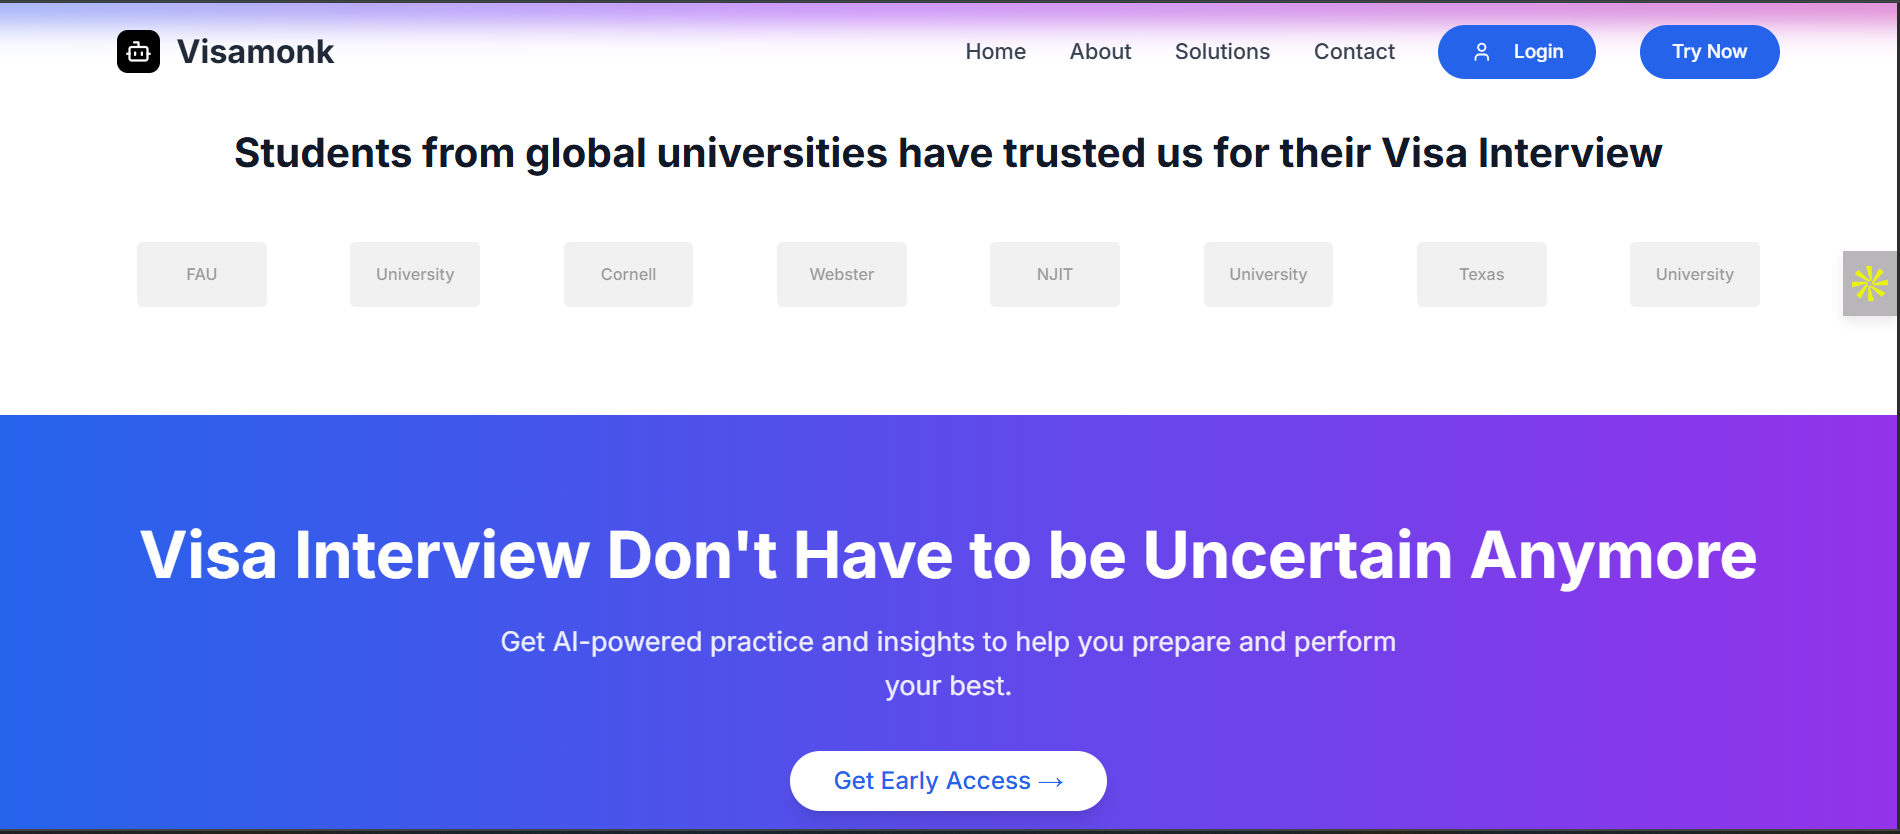 Visamonk
Home
About
Solutions
Contact
Login
Try Now
Students from global universities have trusted us for their Visa Interview
FAU
University
Cornell
Webster
NJIT
University
Texas
University
Visa Interview Don't Have to be Uncertain Anymore
Get AI-powered practice and insights to help you prepare and perform
your best.
Get Early Access →